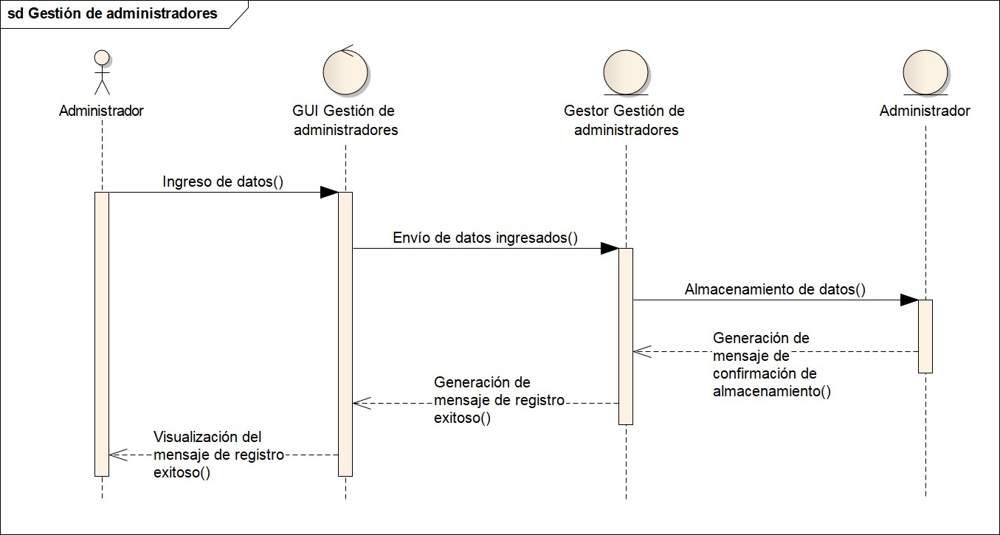 sd Gestión de administradores
Administrador
GUI Gestión de
administradores
Gestor Gestión de
administradores
Administrador
Ingreso de datos()
Envío de datos ingresados()
Almacenamiento de datos()
Generación de
mensaje de
confirmación de
almacenamiento()
Generación de
mensaje de registro
exitoso()
Visualización del
mensaje de registro
exitoso()